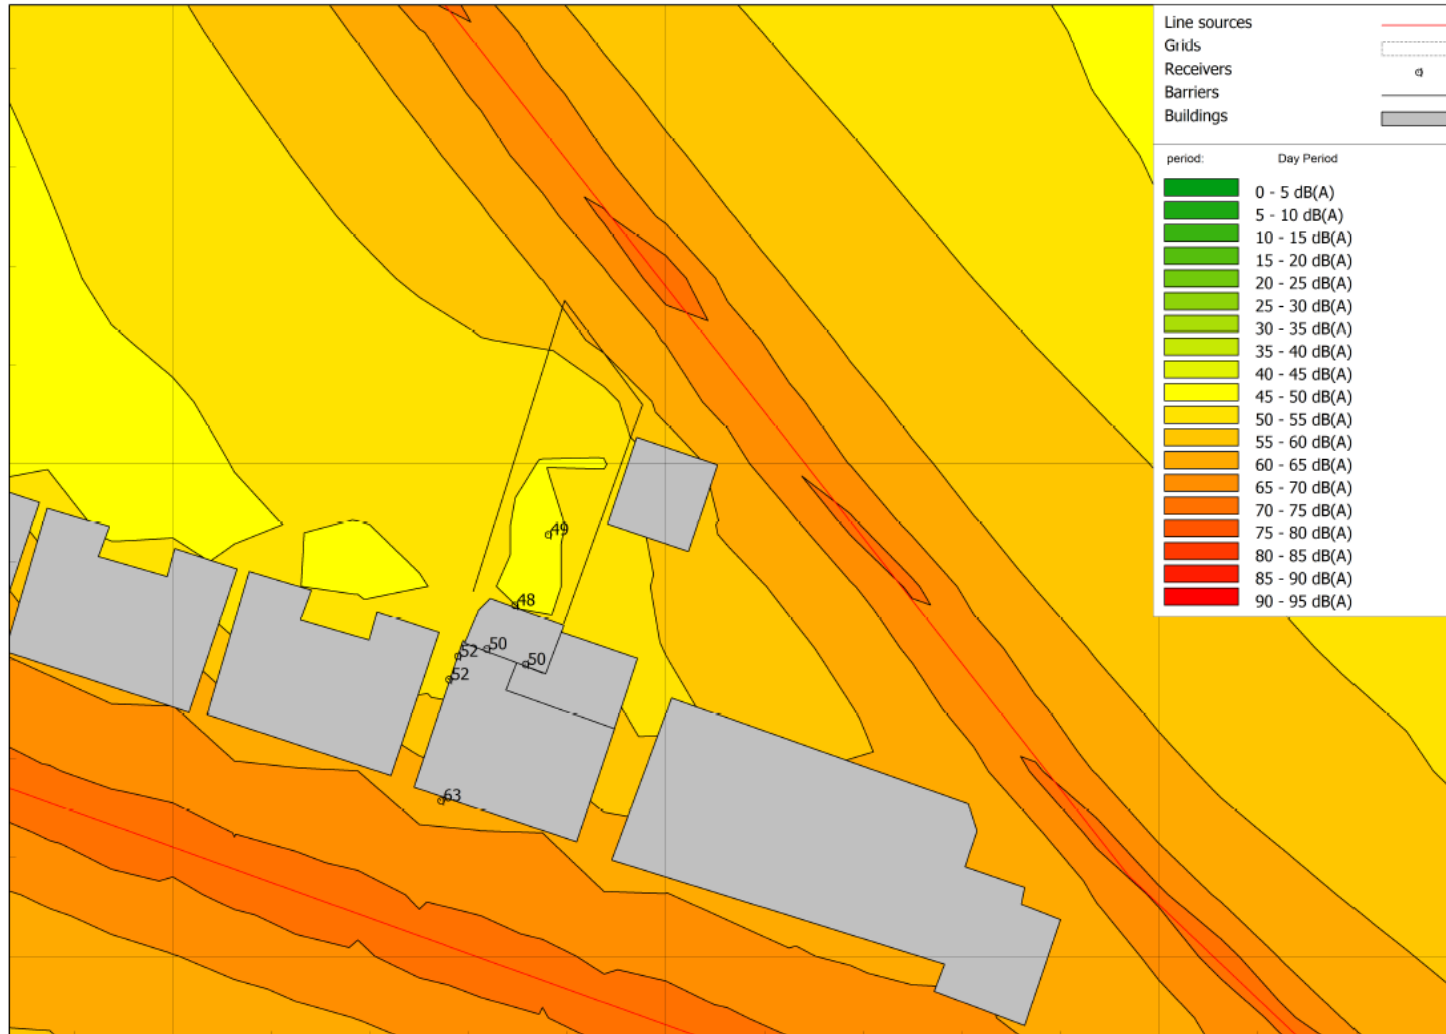 Line sources
Grids
Receivers
Barriers
Buildings
period: Day Period
0 - 5 dB(A)
5 - 10 dB(A)
10 - 15 dB(A)
15 - 20 dB(A)
20 - 25 dB(A)
25 - 30 dB(A)
30 - 35 dB(A)
35 - 40 dB(A)
40 - 45 dB(A)
45 - 50 dB(A)
50 - 55 dB(A)
55 - 60 dB(A)
60 - 65 dB(A)
65 - 70 dB(A)
70 - 75 dB(A)
75 - 80 dB(A)
80 - 85 dB(A)
85 - 90 dB(A)
90 - 95 dB(A)
49
48
50
52
50
52
63